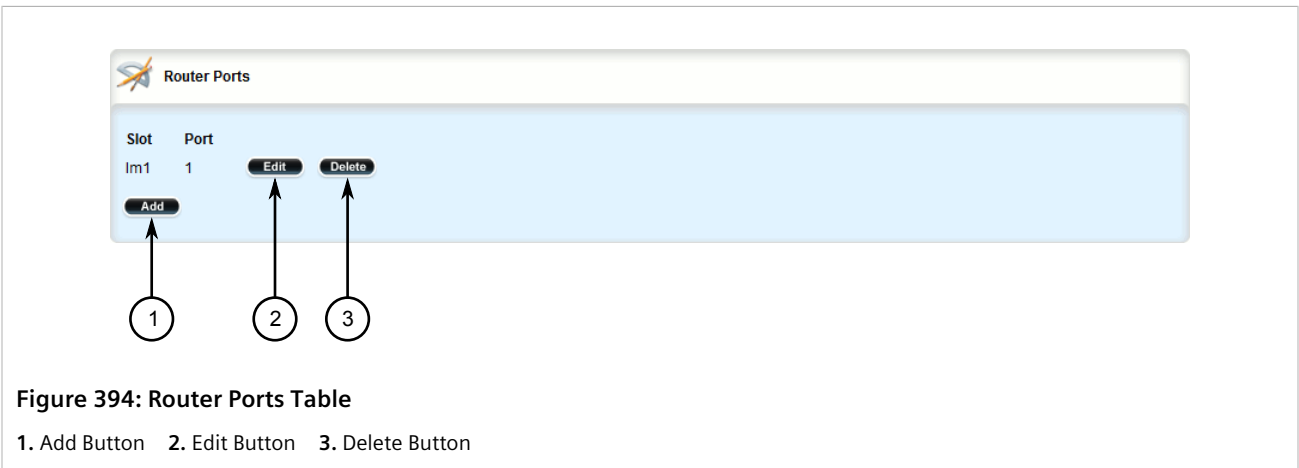 Router Ports
Slot Port
lm1 1 Edit Delete
Add
1 2 3
Figure 394: Router Ports Table
1. Add Button 2. Edit Button 3. Delete Button